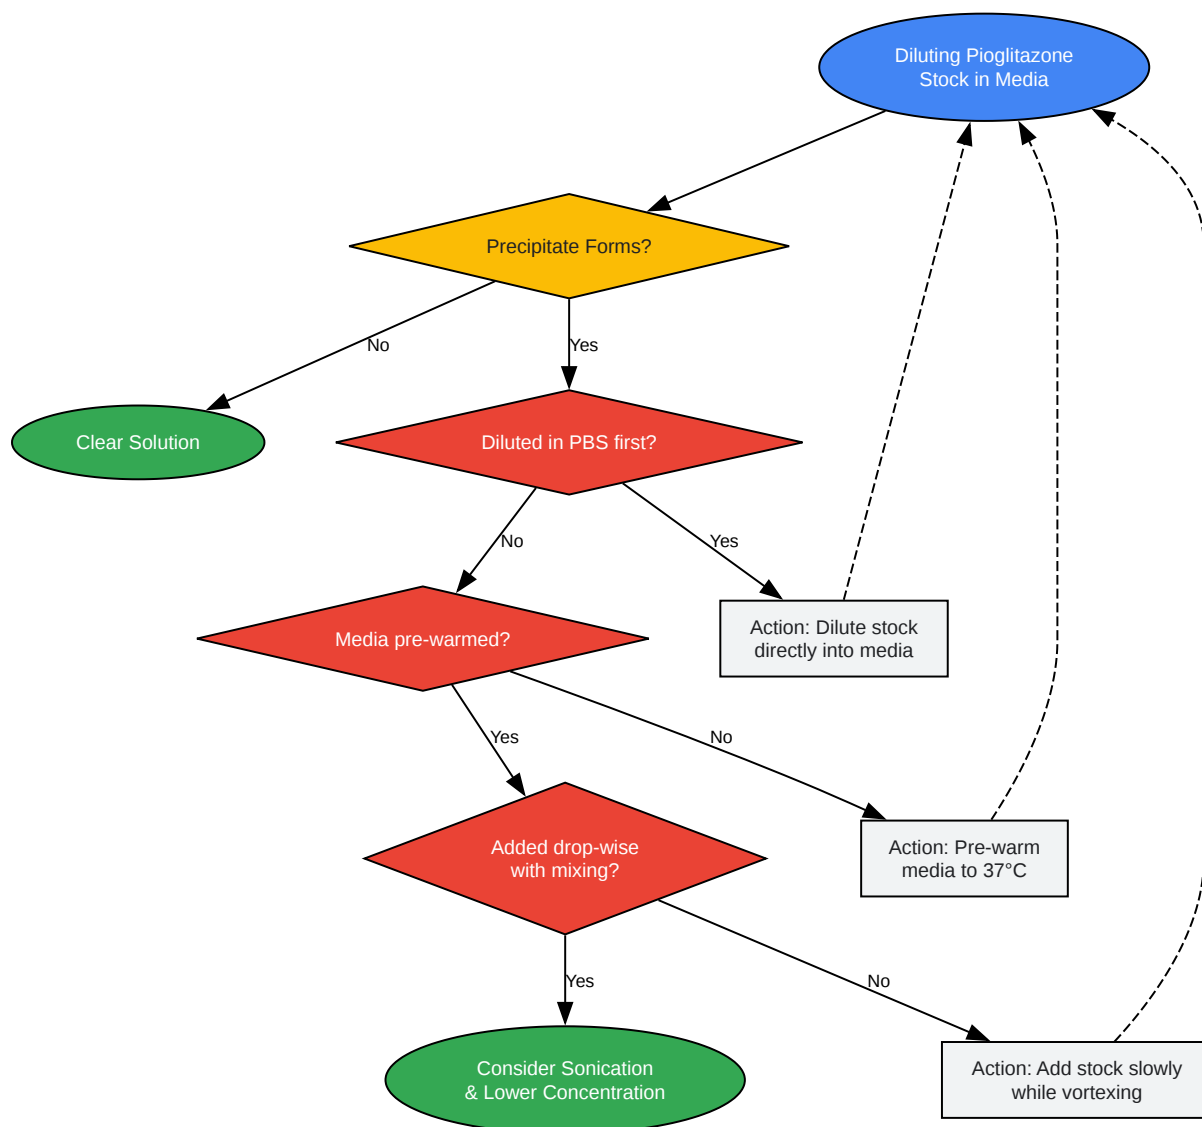 Diluting Pioglitazone
Stock in Media
Precipitate Forms?
No
Yes
Clear Solution
Diluted in PBS first?
No
Yes
Media pre-warmed?
Action: Dilute stock
directly into media
Yes
No
Added drop-wise
with mixing?
Action: Pre-warm
media to 37°C
Yes
No
Consider Sonication
& Lower Concentration
Action: Add stock slowly
while vortexing